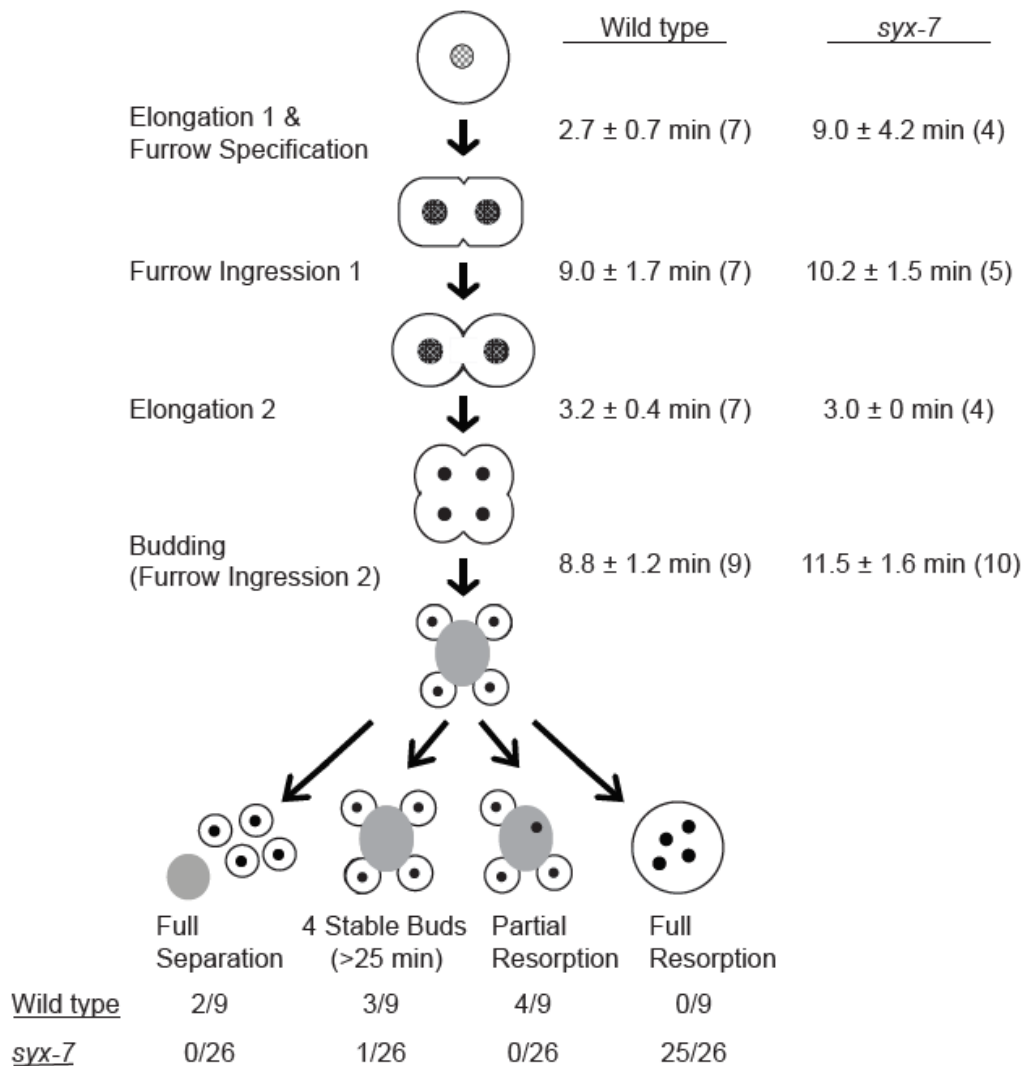 Wild type syx-7
Elongation 1 &
Furrow Specification
2.7 ± 0.7 min (7) 9.0 ± 4.2 min (4)
Furrow Ingression 1 9.0 ± 1.7 min (7) 10.2 ± 1.5 min (5)
Elongation 2 3.2 ± 0.4 min (7) 3.0 ± 0 min (4)
Budding
(Furrow Ingression 2)
8.8 ± 1.2 min (9) 11.5 ± 1.6 min (10)
Full 4 Stable Buds Partial Full
Separation (>25 min) Resorption Resorption
Wild type 2/9 3/9 4/9 0/9
syx-7 0/26 1/26 0/26 25/26